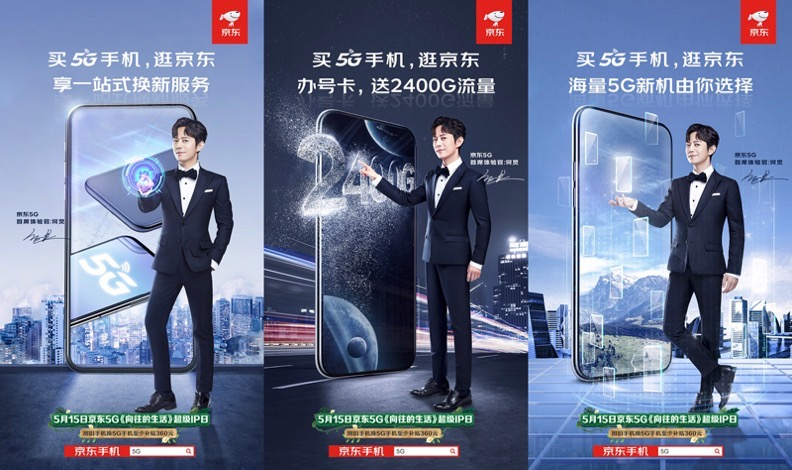 京东
买5G手机,逛京东
享一站式换新服务
京东5G
首席体验官:何炅
5G
5月15日京东5G《向往的生活》超级IP日
用旧手机换5G手机至少补贴360元
京东手机
5G
京东
买5G手机,逛京东
办号卡,送2400G流量
2400G
京东5G
首席体验官:何炅
5月15日京东5G《向往的生活》超级IP日
用旧手机换5G手机至少补贴360元
京东手机
5G
京东
买5G手机,逛京东
海量5G新机由你选择
京东5G
首席体验官:何炅
5月15日京东5G《向往的生活》超级IP日
用旧手机换5G手机至少补贴360元
京东手机
5G